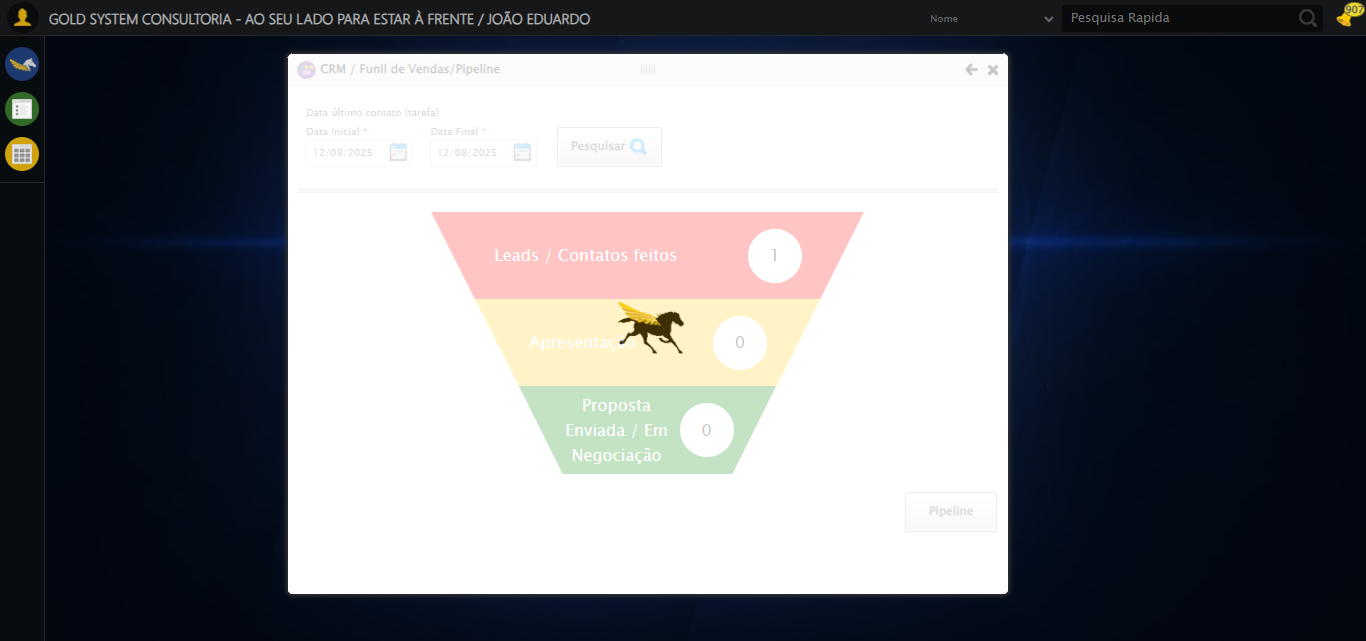 GOLD SYSTEM CONSULTORIA - AO SEU LADO PARA ESTAR À FRENTE / JOÃO EDUARDO
Nome
Pesquisa Rapida
907
CRM / Funil de Vendas/Pipeline
Data último contato (tarefa)
Data Inicial *
Data Final *
12/08/2025
12/08/2025
Pesquisar
Leads / Contatos feitos
1
Apresentação
0
Proposta
Enviada / Em
Negociação
0
Pipeline